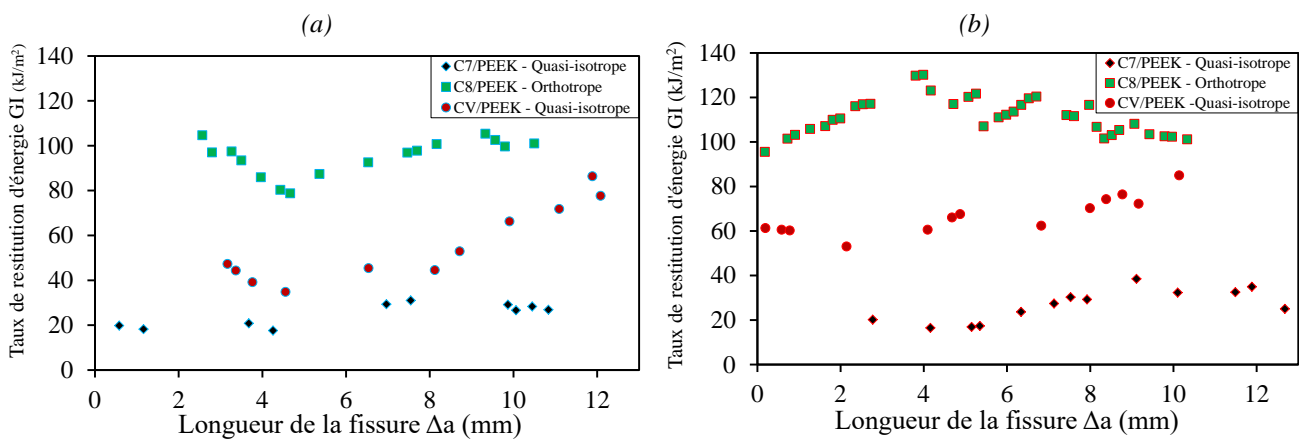 (a)
140
120
100
80
60
40
20
0
Taux de restitution d'énergie GI (kJ/m²)
C7/PEEK - Quasi-isotrope
C8/PEEK - Orthotrope
CV/PEEK - Quasi-isotrope
0 2 4 6 8 10 12
Longueur de la fissure Δa (mm)
(b)
140
120
100
80
60
40
20
0
Taux de restitution d'énergie GI (kJ/m²)
C7/PEEK - Quasi-isotrope
C8/PEEK - Orthotrope
CV/PEEK -Quasi-isotrope
0 2 4 6 8 10 12
Longueur de la fissure Δa (mm)